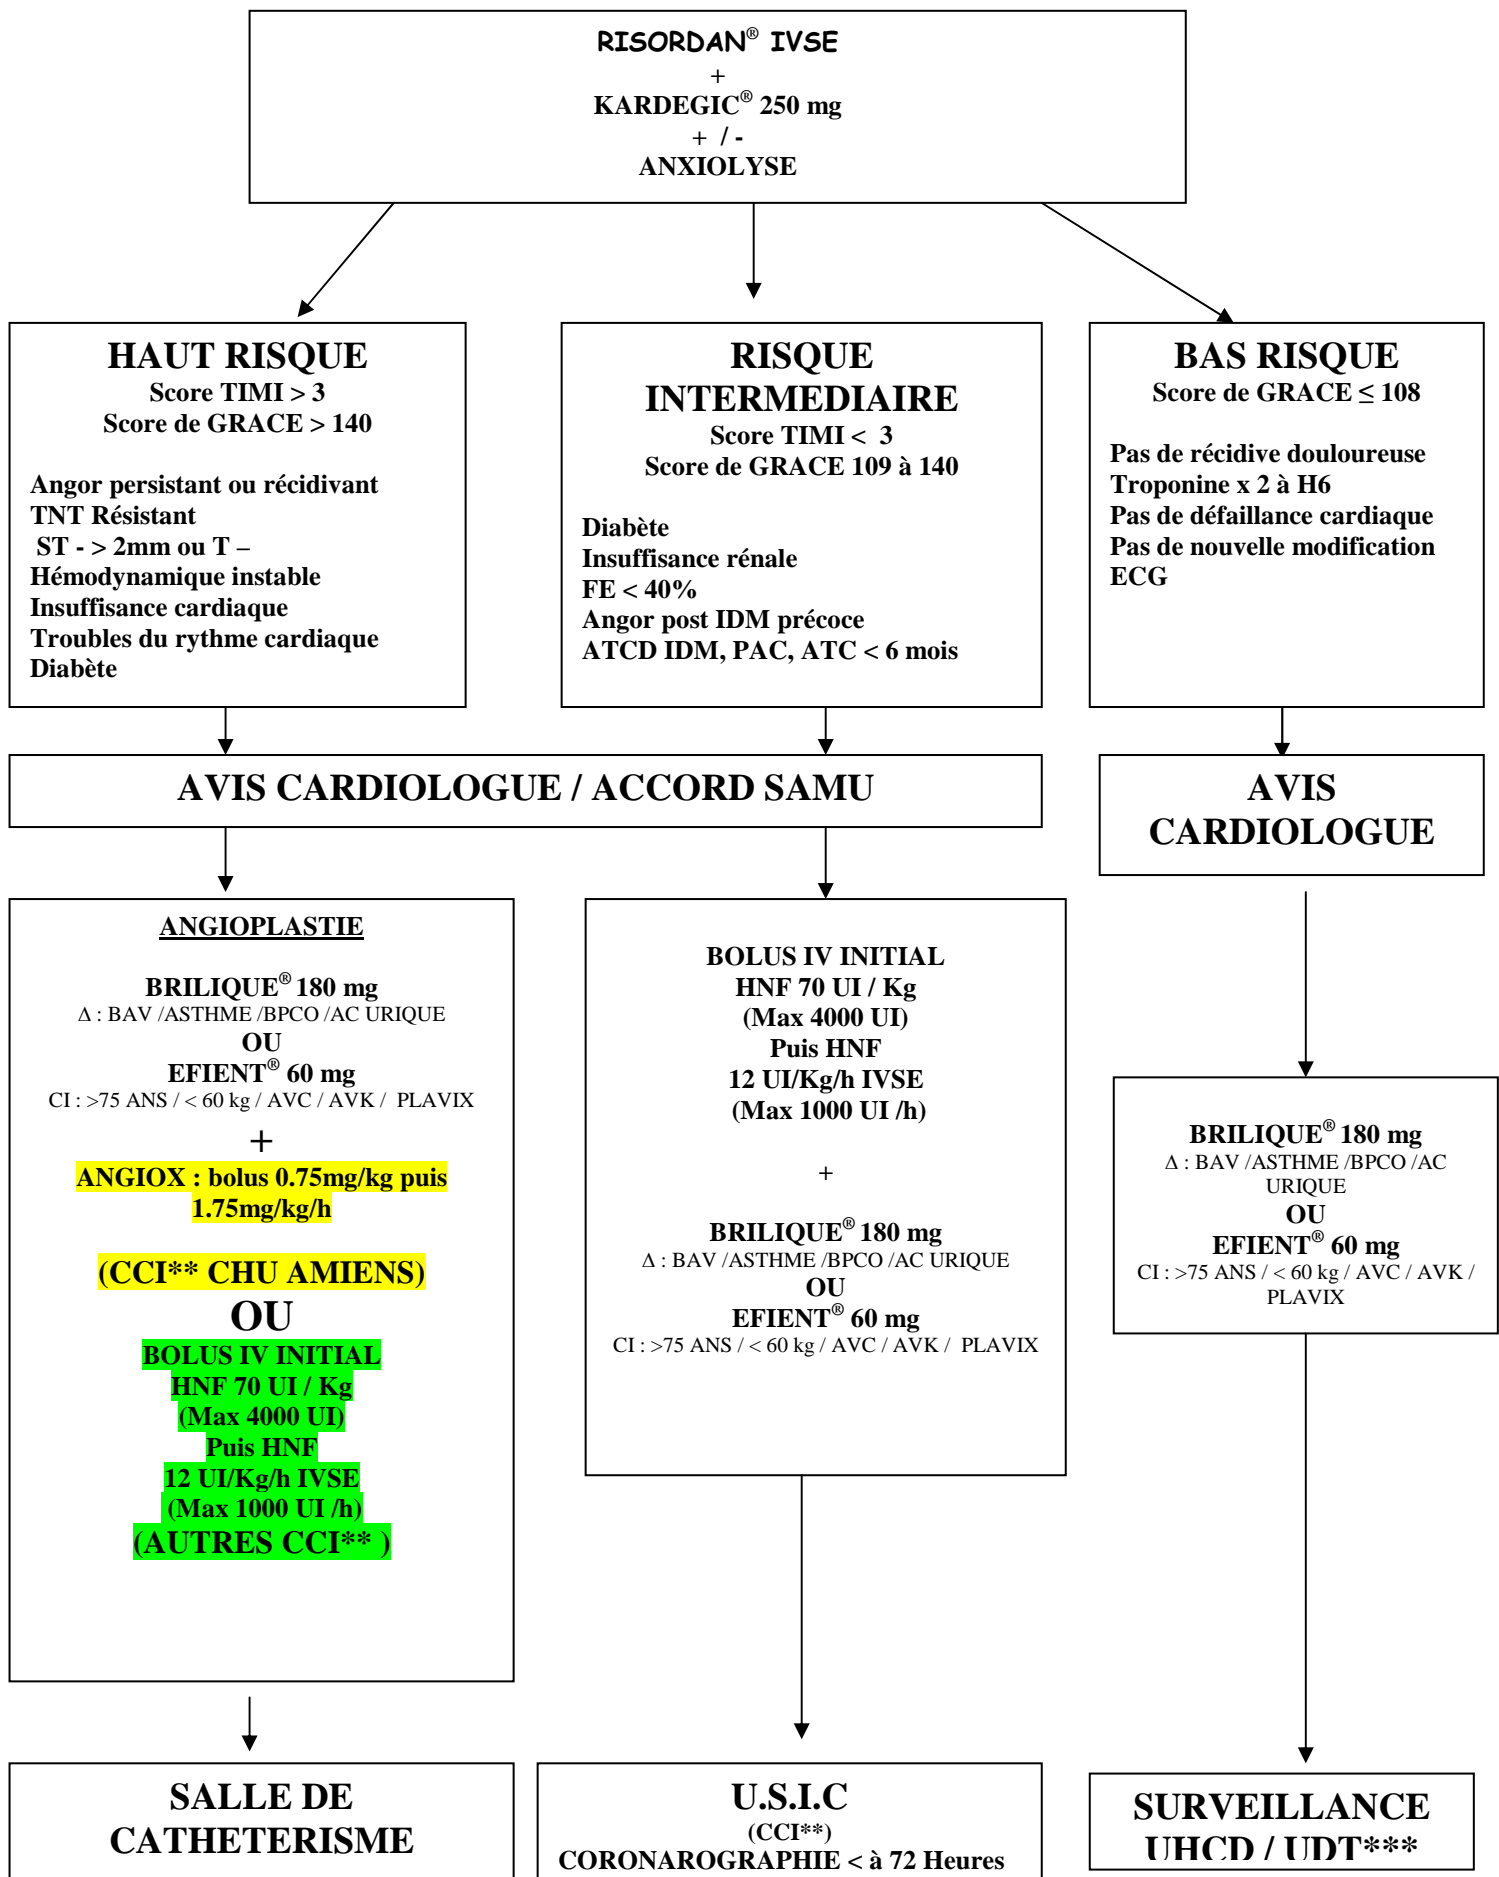 RISORDAN® IVSE
+
KARDEGIC® 250 mg
+ / -
ANXIOLYSE
HAUT RISQUE
Score TIMI > 3
Score de GRACE > 140
Angor persistant ou récidivant
TNT Résistant
ST - > 2mm ou T –
Hémodynamique instable
Insuffisance cardiaque
Troubles du rythme cardiaque
Diabète
RISQUE
INTERMEDIAIRE
Score TIMI < 3
Score de GRACE 109 à 140
Diabète
Insuffisance rénale
FE < 40%
Angor post IDM précoce
ATCD IDM, PAC, ATC < 6 mois
BAS RISQUE
Score de GRACE ≤ 108
Pas de récidive douloureuse
Troponine x 2 à H6
Pas de défaillance cardiaque
Pas de nouvelle modification
ECG
AVIS CARDIOLOGUE / ACCORD SAMU
AVIS
CARDIOLOGUE
ANGIOPLASTIE
BRILIQUE® 180 mg
Δ : BAV /ASTHME /BPCO /AC URIQUE
OU
EFIENT® 60 mg
CI : >75 ANS / < 60 kg / AVC / AVK / PLAVIX
+
ANGIOX : bolus 0.75mg/kg puis
1.75mg/kg/h
(CCI** CHU AMIENS)
OU
BOLUS IV INITIAL
HNF 70 UI / Kg
(Max 4000 UI)
Puis HNF
12 UI/Kg/h IVSE
(Max 1000 UI /h)
(AUTRES CCI** )
BOLUS IV INITIAL
HNF 70 UI / Kg
(Max 4000 UI)
Puis HNF
12 UI/Kg/h IVSE
(Max 1000 UI /h)
+
BRILIQUE® 180 mg
Δ : BAV /ASTHME /BPCO /AC URIQUE
OU
EFIENT® 60 mg
CI : >75 ANS / < 60 kg / AVC / AVK / PLAVIX
BRILIQUE® 180 mg
Δ : BAV /ASTHME /BPCO /AC
URIQUE
OU
EFIENT® 60 mg
CI : >75 ANS / < 60 kg / AVC / AVK /
PLAVIX
SALLE DE
CATHETERISME
U.S.I.C
(CCI**)
CORONAROGRAPHIE < à 72 Heures
SURVEILLANCE
UHCD / UDT***